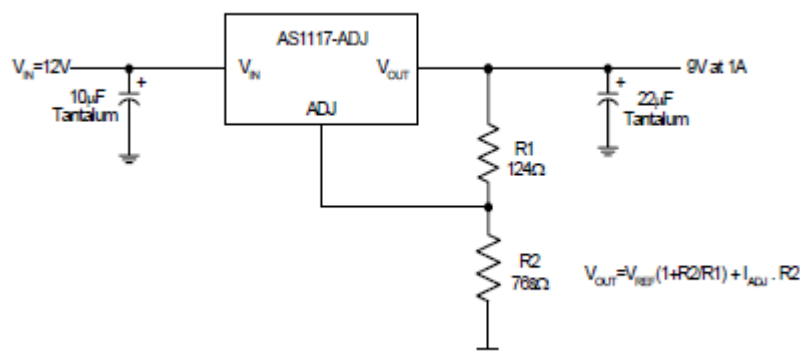 AS1117-ADJ
V_IN=12V
V_IN
V_OUT
9V at 1A
10μF
Tantalum
ADJ
22μF
Tantalum
R1
124Ω
R2
768Ω
V_OUT=V_REF(1+R2/R1) + I_ADJ . R2